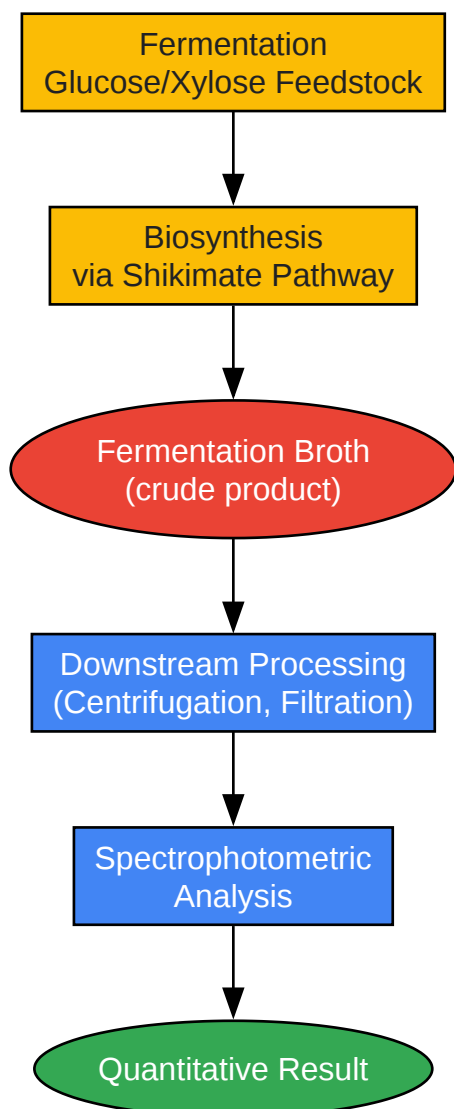 Fermentation
Glucose/Xylose Feedstock
Biosynthesis
via Shikimate Pathway
Fermentation Broth
(crude product)
Downstream Processing
(Centrifugation, Filtration)
Spectrophotometric
Analysis
Quantitative Result